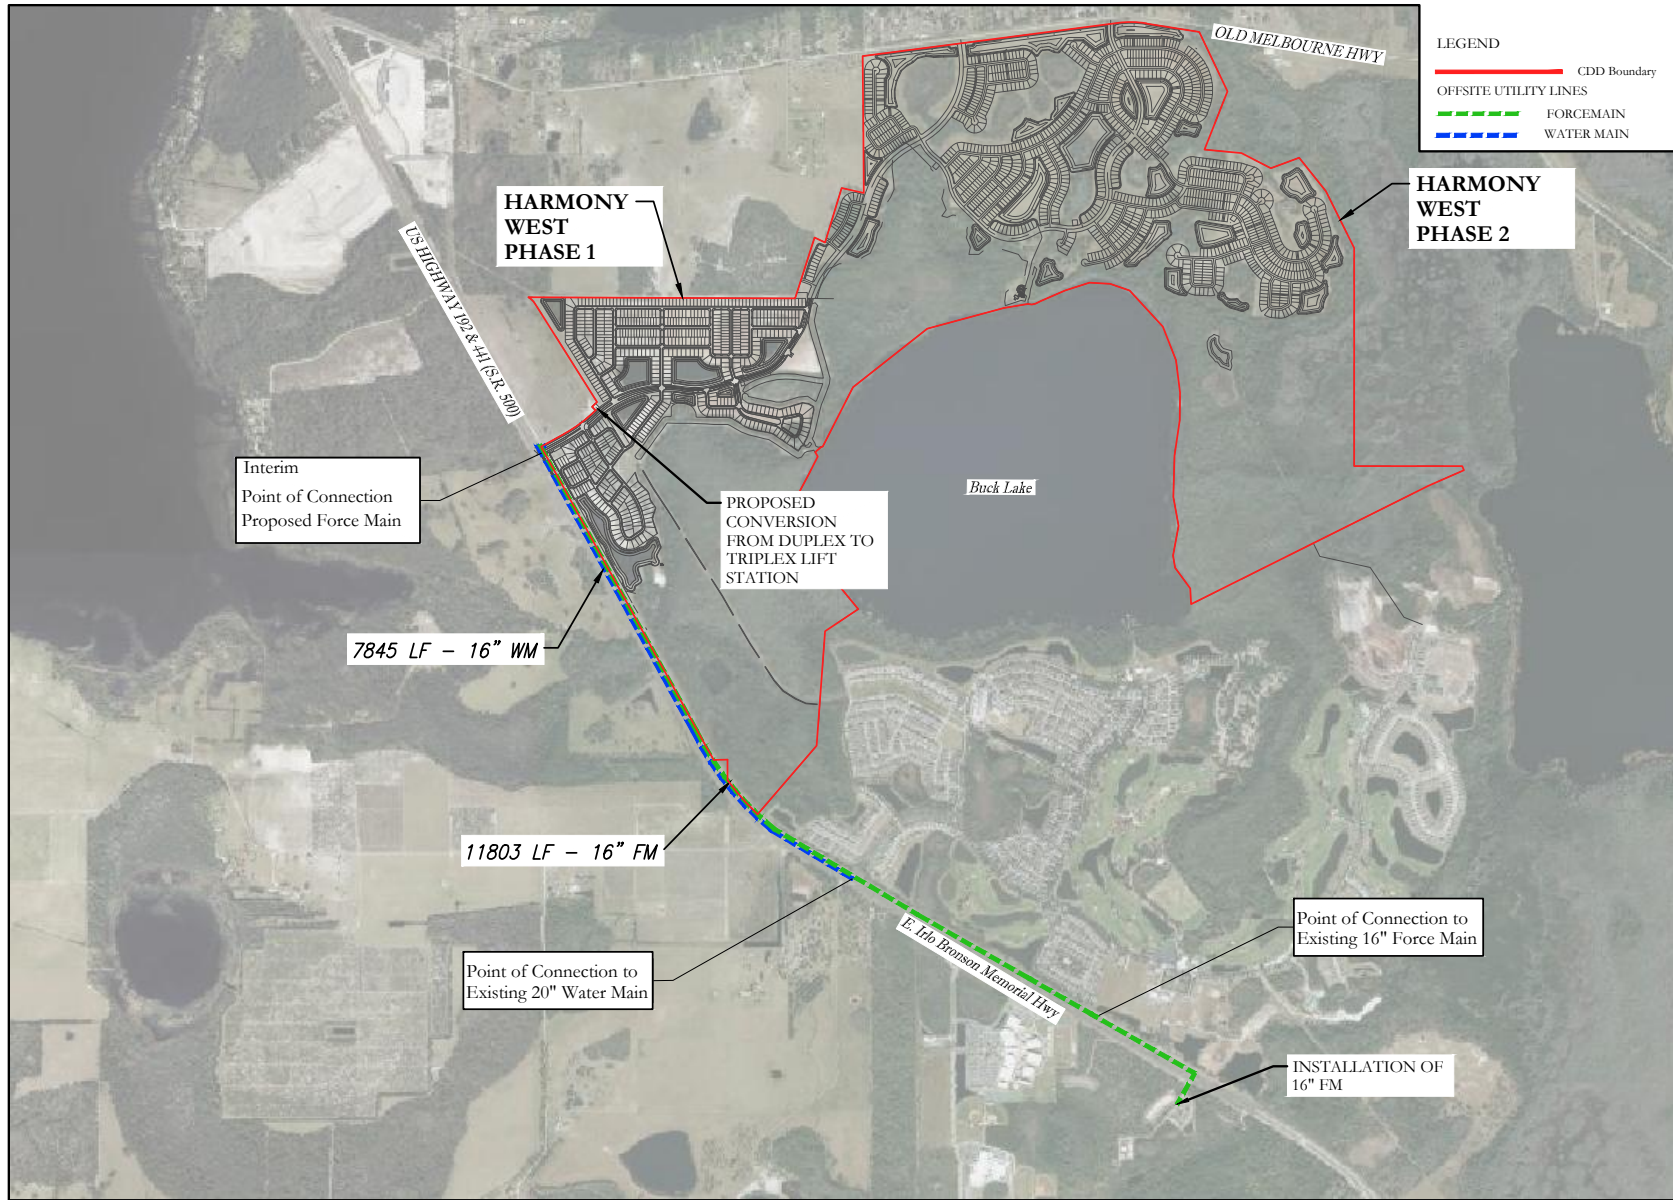 OLD MELBOURNE HWY
LEGEND
CDD Boundary
OFFSITE UTILITY LINES
FORCEMAIN
WATER MAIN
HARMONY
WEST
PHASE 1
HARMONY
WEST
PHASE 2
US HIGHWAY 192 & 441 (S.R. 500)
Interim
Point of Connection
Proposed Force Main
PROPOSED
CONVERSION
FROM DUPLEX TO
TRIPLEX LIFT
STATION
Buck Lake
7845 LF - 16" WM
11803 LF - 16" FM
Point of Connection to
Existing 20" Water Main
E. Irlo Bronson Memorial Hwy
Point of Connection to
Existing 16" Force Main
INSTALLATION OF
16" FM